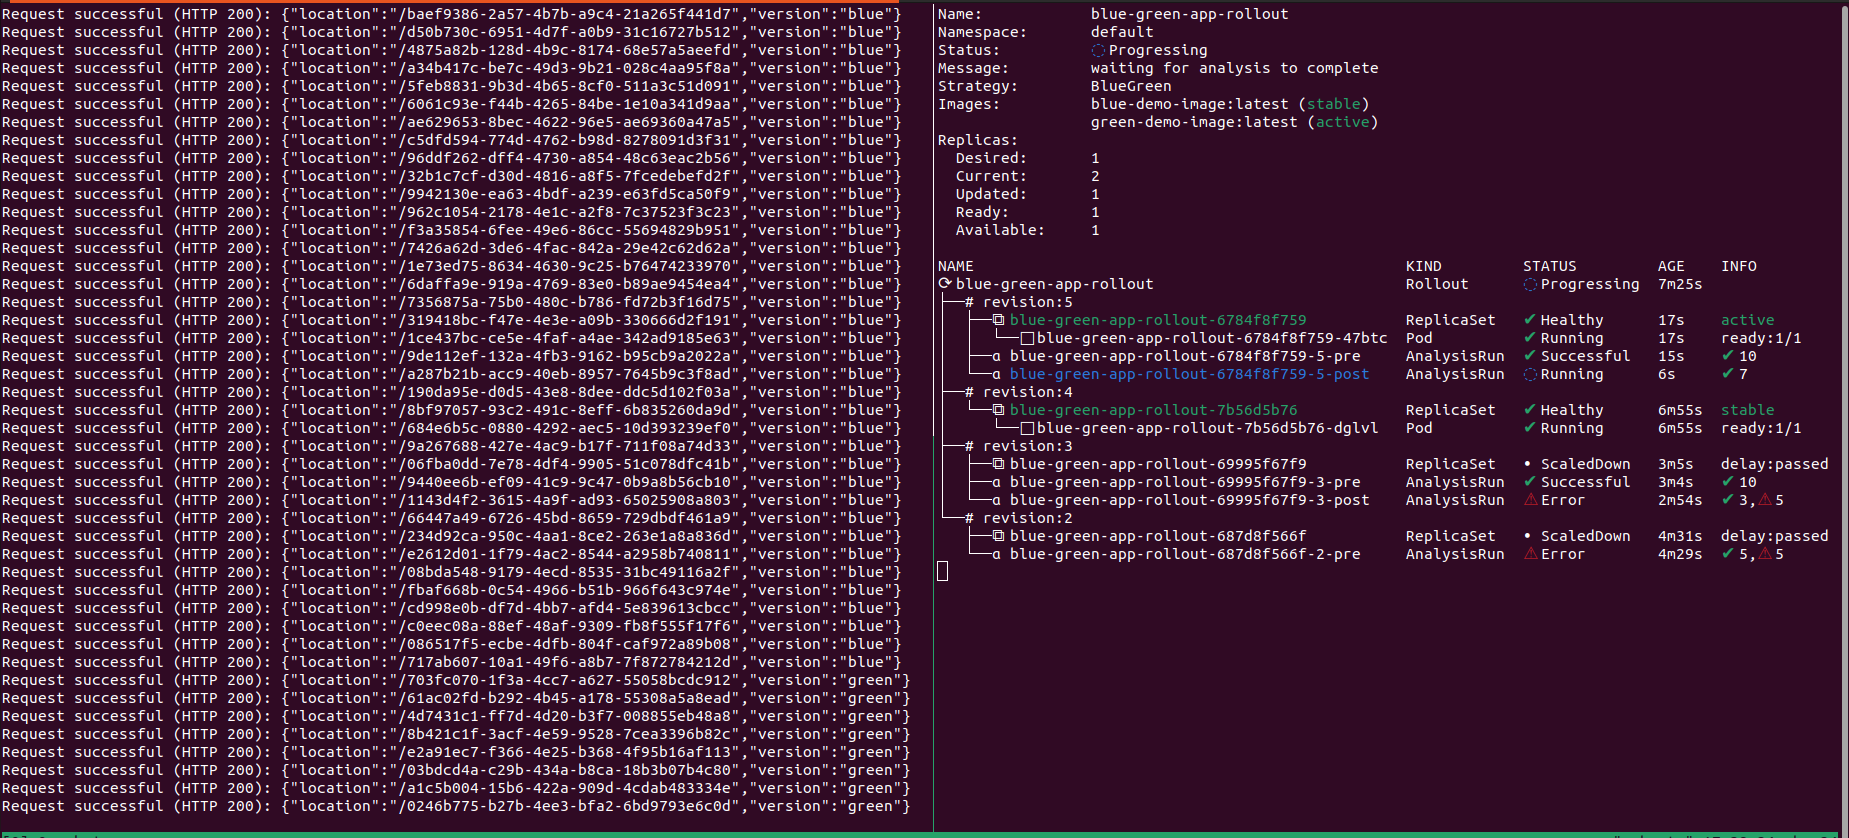 Request successful (HTTP 200): {"location":"/baef9386-2a57-4b7b-a9c4-21a265f441d7","version":"blue"}
Request successful (HTTP 200): {"location":"/d50b730c-6951-4d7f-a0b9-31c16727b512","version":"blue"}
Request successful (HTTP 200): {"location":"/4875a82b-128d-4b9c-8174-68e57a5aeefd","version":"blue"}
Request successful (HTTP 200): {"location":"/a34b417c-be7c-49d3-9b21-028c4aa95f8a","version":"blue"}
Request successful (HTTP 200): {"location":"/5feb8831-9b3d-4b65-8cf0-511a3c51d091","version":"blue"}
Request successful (HTTP 200): {"location":"/6061c93e-f44b-4265-84be-1e10a341d9aa","version":"blue"}
Request successful (HTTP 200): {"location":"/ae629653-8bec-4622-96e5-ae69360a47a5","version":"blue"}
Request successful (HTTP 200): {"location":"/c5dfd594-774d-4762-b98d-8278091d3f31","version":"blue"}
Request successful (HTTP 200): {"location":"/96ddf262-dff4-4730-a854-48c63eac2b56","version":"blue"}
Request successful (HTTP 200): {"location":"/32b1c7cf-d30d-4816-a8f5-7fcedebefd2f","version":"blue"}
Request successful (HTTP 200): {"location":"/9942130e-ea63-4bdf-a239-e63fd5ca50f9","version":"blue"}
Request successful (HTTP 200): {"location":"/962c1054-2178-4e1c-a2f8-7c37523f3c23","version":"blue"}
Request successful (HTTP 200): {"location":"/f3a35854-6fee-49e6-86cc-55694829b951","version":"blue"}
Request successful (HTTP 200): {"location":"/7426a62d-3de6-4fac-842a-29e42c62d62a","version":"blue"}
Request successful (HTTP 200): {"location":"/1e73ed75-8634-4630-9c25-b76474233970","version":"blue"}
Request successful (HTTP 200): {"location":"/6daffa9e-919a-4769-83e0-b89ae9454ea4","version":"blue"}
Request successful (HTTP 200): {"location":"/7356875a-75b0-480c-b786-fd72b3f16d75","version":"blue"}
Request successful (HTTP 200): {"location":"/319418bc-f47e-4e3e-a09b-330666d2f191","version":"blue"}
Request successful (HTTP 200): {"location":"/1ce437bc-ce5e-4faf-a4ae-342ad9185e63","version":"blue"}
Request successful (HTTP 200): {"location":"/9de112ef-132a-4fb3-9162-b95cb9a2022a","version":"blue"}
Request successful (HTTP 200): {"location":"/a287b21b-acc9-40eb-8957-7645b9c3f8ad","version":"blue"}
Request successful (HTTP 200): {"location":"/190da95e-d0d5-43e8-8dee-ddc5d102f03a","version":"blue"}
Request successful (HTTP 200): {"location":"/8bf97057-93c2-491c-8eff-6b835260da9d","version":"blue"}
Request successful (HTTP 200): {"location":"/684e6b5c-0880-4292-aec5-10d393239ef0","version":"blue"}
Request successful (HTTP 200): {"location":"/9a267688-427e-4ac9-b17f-711f08a74d33","version":"blue"}
Request successful (HTTP 200): {"location":"/06fba0dd-7e78-4df4-9905-51c078dfc41b","version":"blue"}
Request successful (HTTP 200): {"location":"/9440ee6b-ef09-41c9-9c47-0b9a8b56cb10","version":"blue"}
Request successful (HTTP 200): {"location":"/1143d4f2-3615-4a9f-ad93-65025908a803","version":"blue"}
Request successful (HTTP 200): {"location":"/66447a49-6726-45bd-8659-729dbdf461a9","version":"blue"}
Request successful (HTTP 200): {"location":"/234d92ca-950c-4aa1-8ce2-263e1a8a836d","version":"blue"}
Request successful (HTTP 200): {"location":"/e2612d01-1f79-4ac2-8544-a2958b740811","version":"blue"}
Request successful (HTTP 200): {"location":"/08bda548-9179-4ecd-8535-31bc49116a2f","version":"blue"}
Request successful (HTTP 200): {"location":"/fbaf668b-0c54-4966-b51b-966f643c974e","version":"blue"}
Request successful (HTTP 200): {"location":"/cd998e0b-df7d-4bb7-afd4-5e839613cbcc","version":"blue"}
Request successful (HTTP 200): {"location":"/c0eec08a-88ef-48af-9309-fb8f555f17f6","version":"blue"}
Request successful (HTTP 200): {"location":"/086517f5-ecbe-4dfb-804f-caf972a89b08","version":"blue"}
Request successful (HTTP 200): {"location":"/717ab607-10a1-49f6-a8b7-7f872784212d","version":"blue"}
Request successful (HTTP 200): {"location":"/703fc070-1f3a-4cc7-a627-55058bcdc912","version":"green"}
Request successful (HTTP 200): {"location":"/61ac02fd-b292-4b45-a178-55308a5a8ead","version":"green"}
Request successful (HTTP 200): {"location":"/4d7431c1-ff7d-4d20-b3f7-008855eb48a8","version":"green"}
Request successful (HTTP 200): {"location":"/8b421c1f-3acf-4e59-9528-7cea3396b82c","version":"green"}
Request successful (HTTP 200): {"location":"/e2a91ec7-f366-4e25-b368-4f95b16af113","version":"green"}
Request successful (HTTP 200): {"location":"/03bdcd4a-c29b-434a-b8ca-18b3b07b4c80","version":"green"}
Request successful (HTTP 200): {"location":"/a1c5b004-15b6-422a-909d-4cdab483334e","version":"green"}
Request successful (HTTP 200): {"location":"/0246b775-b27b-4ee3-bfa2-6bd9793e6c0d","version":"green"}
Name: blue-green-app-rollout
Namespace: default
Status: ◌ Progressing
Message: waiting for analysis to complete
Strategy: BlueGreen
Images: blue-demo-image:latest (stable)
green-demo-image:latest (active)
Replicas:
Desired: 1
Current: 2
Updated: 1
Ready: 1
Available: 1
NAME KIND STATUS AGE INFO
⟳ blue-green-app-rollout Rollout ◌ Progressing 7m25s
├──# revision:5
│  ├──⧉ blue-green-app-rollout-6784f8f759 ReplicaSet ✔ Healthy 17s active
│  │  └──□ blue-green-app-rollout-6784f8f759-47btc Pod ✔ Running 17s ready:1/1
│  ├──α blue-green-app-rollout-6784f8f759-5-pre AnalysisRun ✔ Successful 15s ✔ 10
│  └──α blue-green-app-rollout-6784f8f759-5-post AnalysisRun ◌ Running 6s ✔ 7
├──# revision:4
│  └──⧉ blue-green-app-rollout-7b56d5b76 ReplicaSet ✔ Healthy 6m55s stable
│     └──□ blue-green-app-rollout-7b56d5b76-dglvl Pod ✔ Running 6m55s ready:1/1
├──# revision:3
│  ├──⧉ blue-green-app-rollout-69995f67f9 ReplicaSet • ScaledDown 3m5s delay:passed
│  ├──α blue-green-app-rollout-69995f67f9-3-pre AnalysisRun ✔ Successful 3m4s ✔ 10
│  └──α blue-green-app-rollout-69995f67f9-3-post AnalysisRun ⚠ Error 2m54s ✔ 3,⚠ 5
└──# revision:2
   ├──⧉ blue-green-app-rollout-687d8f566f ReplicaSet • ScaledDown 4m31s delay:passed
   └──α blue-green-app-rollout-687d8f566f-2-pre AnalysisRun ⚠ Error 4m29s ✔ 5,⚠ 5